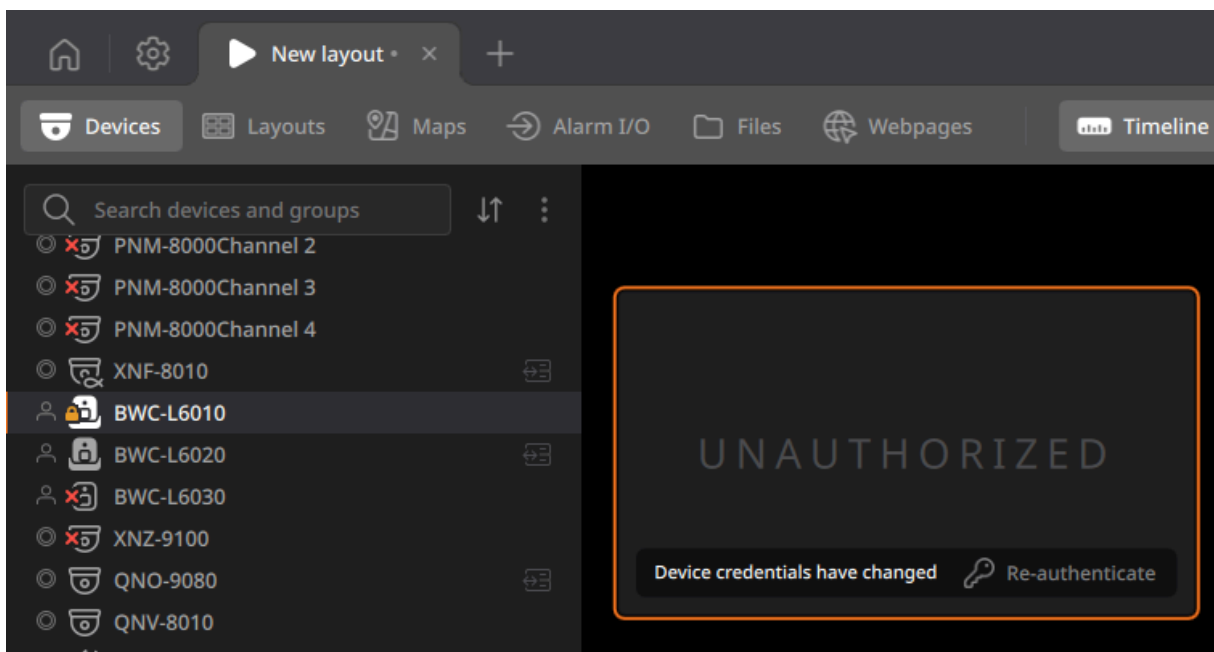 New layout •
Devices
Layouts
Maps
Alarm I/O
Files
Webpages
Timeline
Search devices and groups
PNM-8000Channel 2
PNM-8000Channel 3
PNM-8000Channel 4
XNF-8010
BWC-L6010
BWC-L6020
BWC-L6030
XNZ-9100
QNO-9080
QNV-8010
UNAUTHORIZED
Device credentials have changed
Re-authenticate